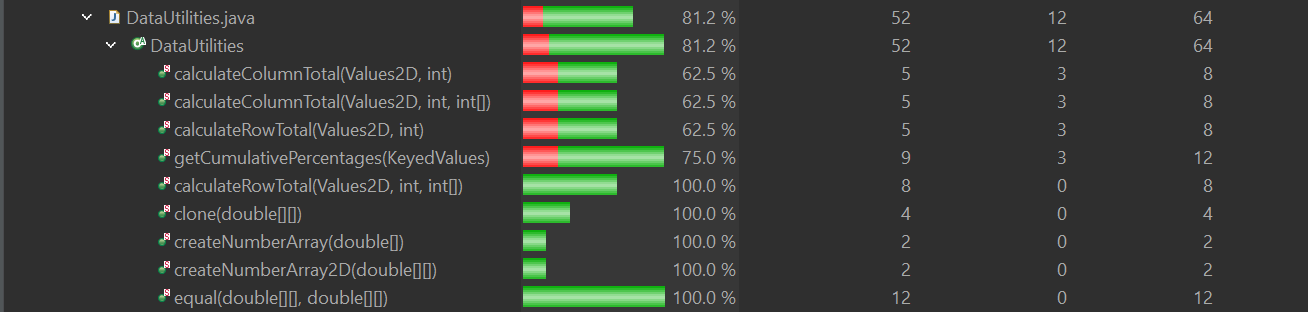 DataUtilities.java 81.2 % 52 12 64
DataUtilities 81.2 % 52 12 64
calculateColumnTotal(Values2D, int) 62.5 % 5 3 8
calculateColumnTotal(Values2D, int, int[]) 62.5 % 5 3 8
calculateRowTotal(Values2D, int) 62.5 % 5 3 8
getCumulativePercentages(KeyedValues) 75.0 % 9 3 12
calculateRowTotal(Values2D, int, int[]) 100.0 % 8 0 8
clone(double[][]) 100.0 % 4 0 4
createNumberArray(double[]) 100.0 % 2 0 2
createNumberArray2D(double[][]) 100.0 % 2 0 2
equal(double[][], double[][]) 100.0 % 12 0 12